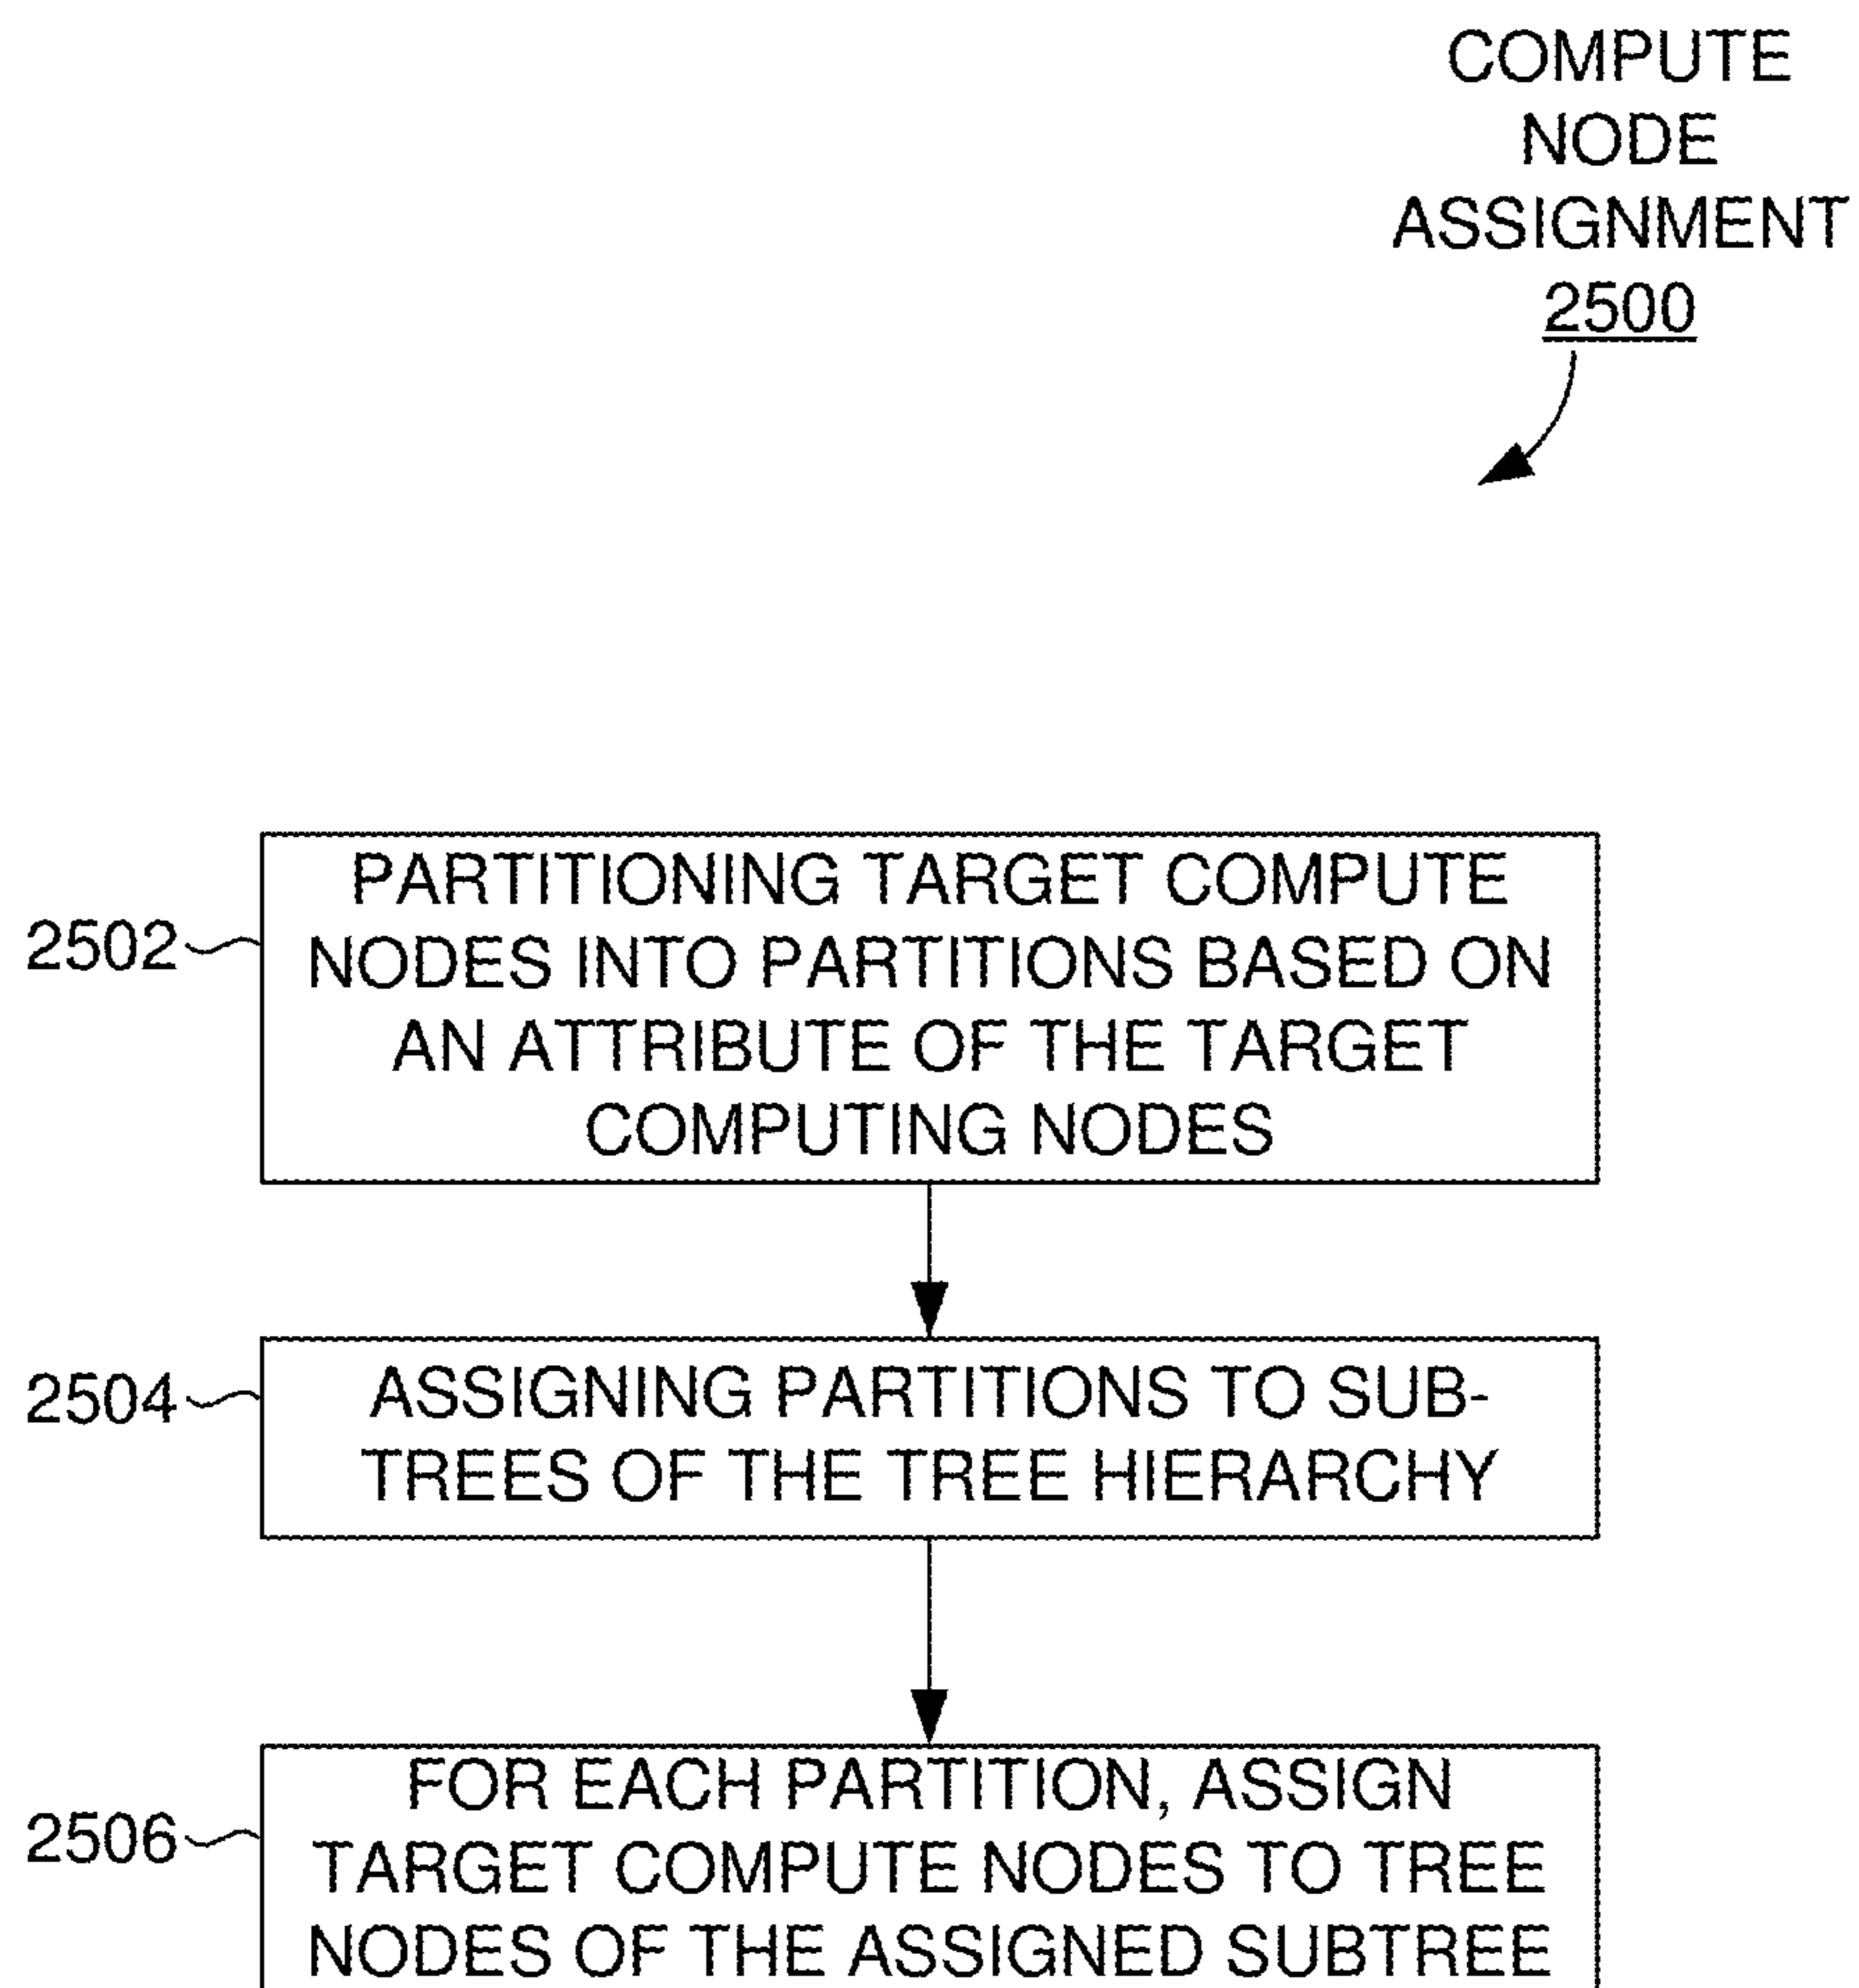 COMPUTE
NODE
ASSIGNMENT
2500
2502
PARTITIONING TARGET COMPUTE
NODES INTO PARTITIONS BASED ON
AN ATTRIBUTE OF THE TARGET
COMPUTING NODES
2504
ASSIGNING PARTITIONS TO SUB-
TREES OF THE TREE HIERARCHY
2506
FOR EACH PARTITION, ASSIGN
TARGET COMPUTE NODES TO TREE
NODES OF THE ASSIGNED SUBTREE